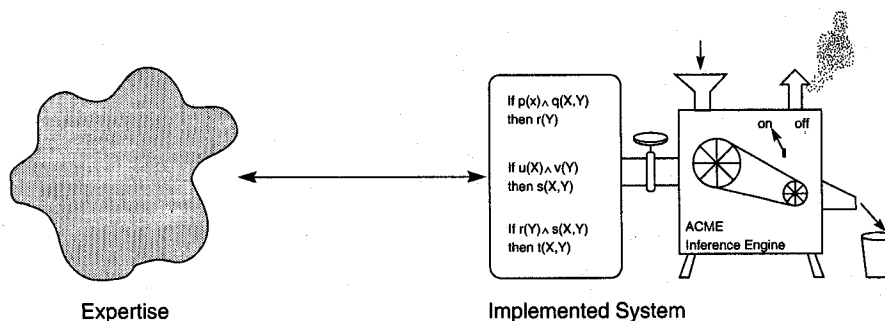 If p(x) ∧ q(X,Y)
then r(Y)
If u(X) ∧ v(Y)
then s(X,Y)
If r(Y) ∧ s(X,Y)
then t(X,Y)
on off
ACME
Inference Engine
Expertise
Implemented System